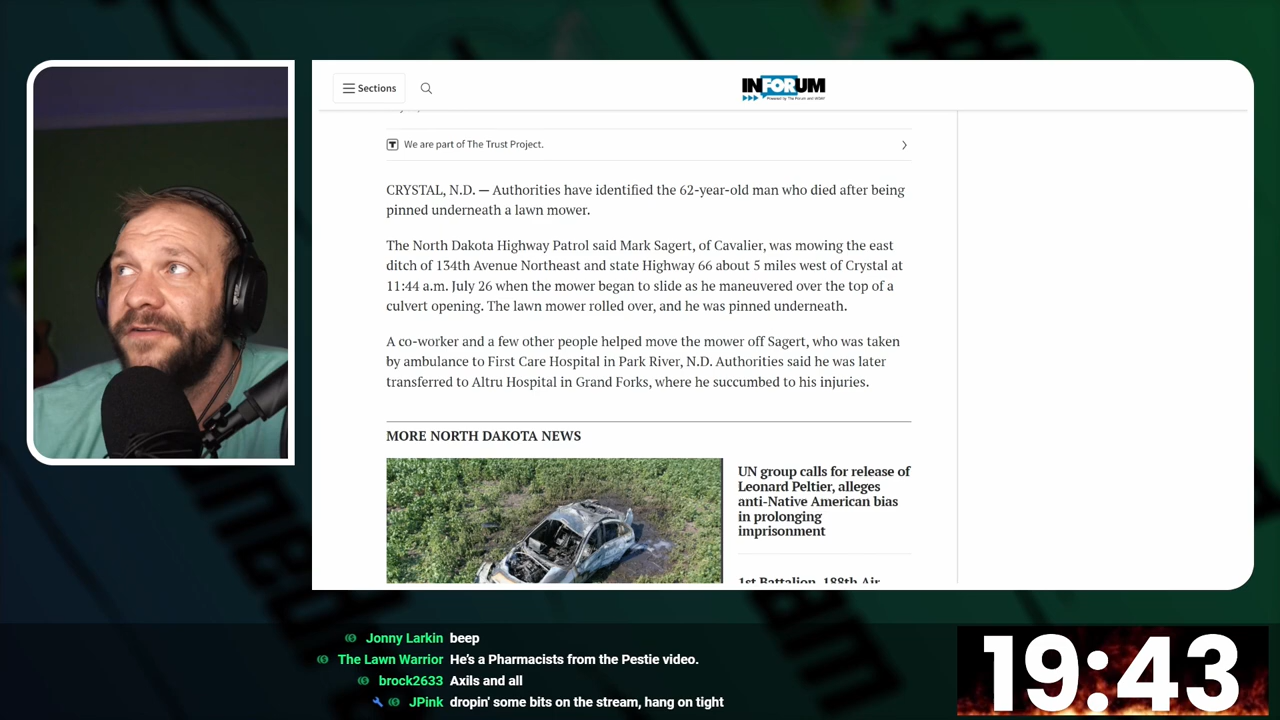 Sections
INFORUM
We are part of The Trust Project.
CRYSTAL, N.D. — Authorities have identified the 62-year-old man who died after being
pinned underneath a lawn mower.
The North Dakota Highway Patrol said Mark Sagert, of Cavalier, was mowing the east
ditch of 134th Avenue Northeast and state Highway 66 about 5 miles west of Crystal at
11:44 a.m. July 26 when the mower began to slide as he maneuvered over the top of a
culvert opening. The lawn mower rolled over, and he was pinned underneath.
A co-worker and a few other people helped move the mower off Sagert, who was taken
by ambulance to First Care Hospital in Park River, N.D. Authorities said he was later
transferred to Altru Hospital in Grand Forks, where he succumbed to his injuries.
MORE NORTH DAKOTA NEWS
UN group calls for release of
Leonard Peltier, alleges
anti-Native American bias
in prolonging
imprisonment
1st Battalion, 188th Air
Jonny Larkin beep
The Lawn Warrior He's a Pharmacists from the Pestie video.
brock2633 Axils and all
JPink dropin' some bits on the stream, hang on tight
19:43